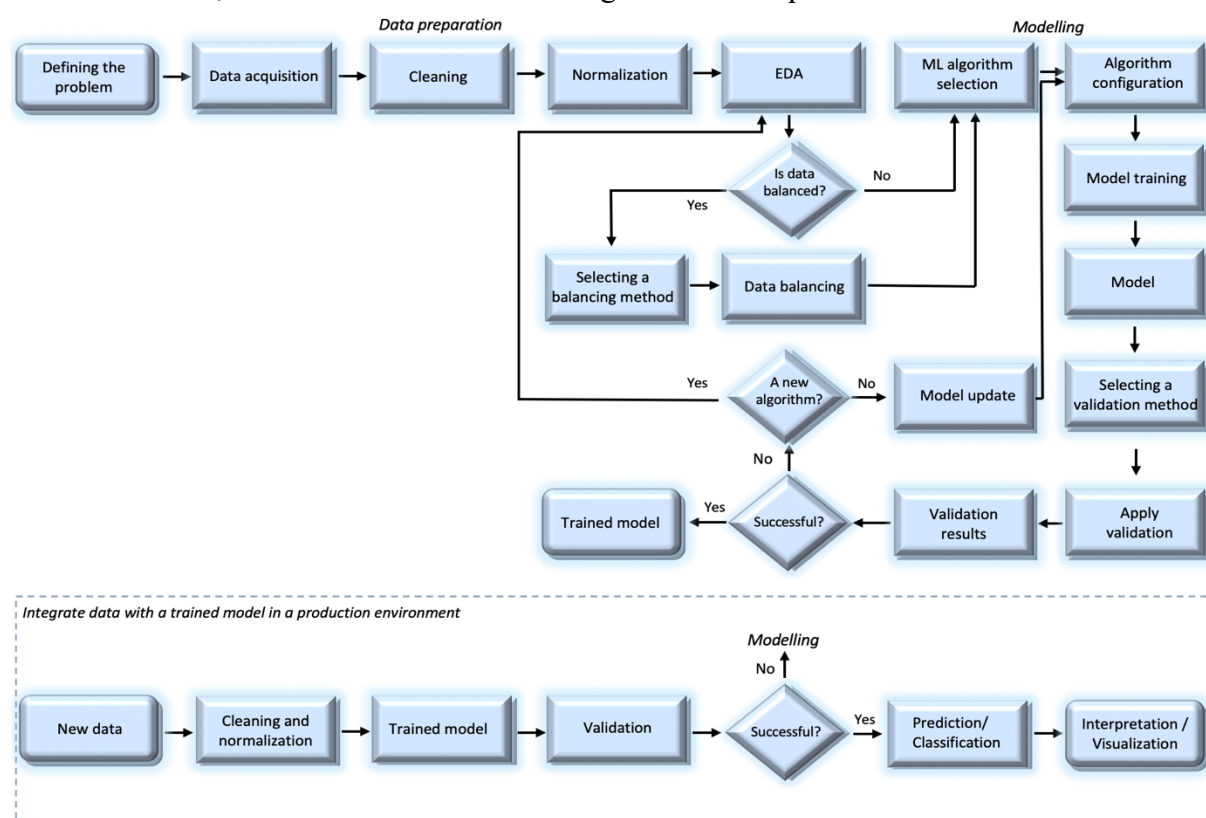 Data preparation
Modelling
Defining the
problem
Data acquisition
Cleaning
Normalization
EDA
ML algorithm
selection
Algorithm
configuration
Is data
balanced?
No
Yes
Model training
Selecting a
balancing method
Data balancing
Model
Yes
A new
algorithm?
No
Model update
Selecting a
validation method
No
Trained model
Yes
Successful?
Validation
results
Apply
validation
Integrate data with a trained model in a production environment
Modelling
No
New data
Cleaning and
normalization
Trained model
Validation
Successful?
Yes
Prediction/
Classification
Interpretation /
Visualization